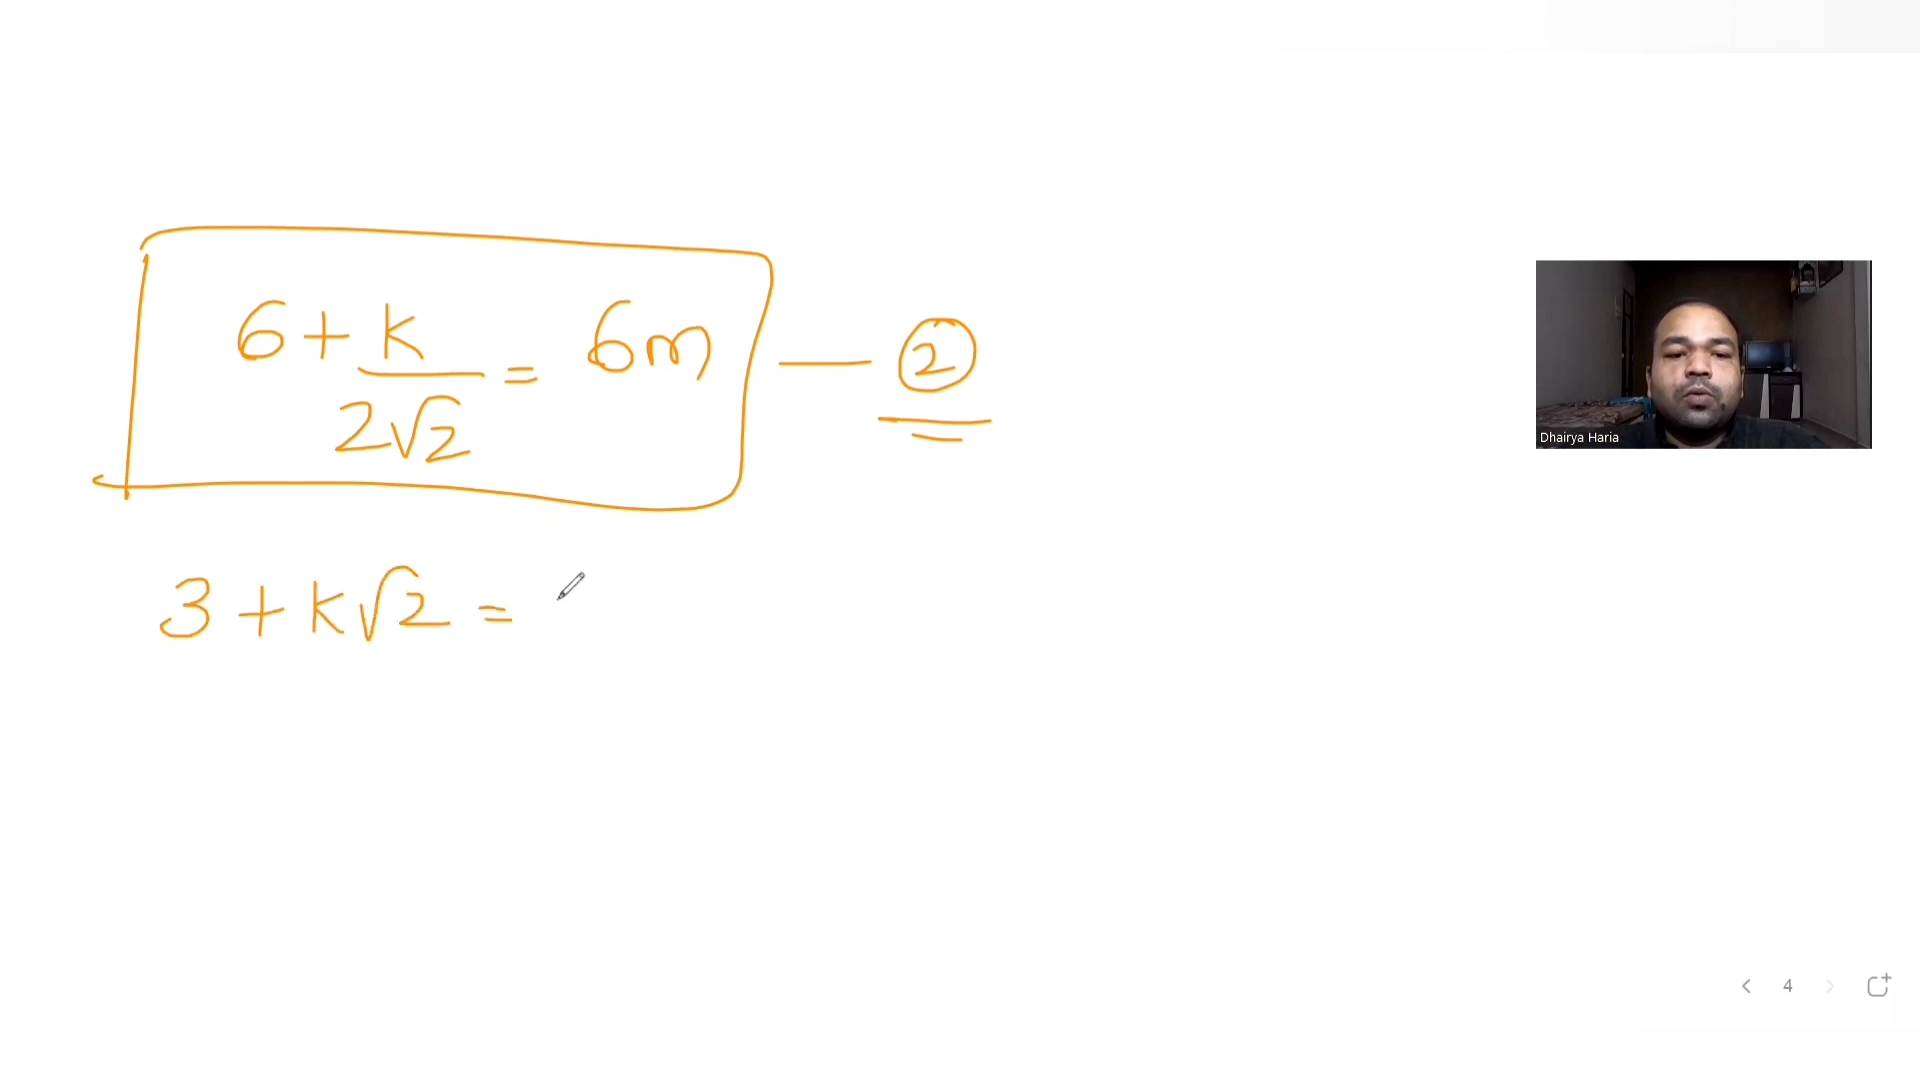 6 + k / 2√2 = 6m — ②
3 + k√2 =
Dhairya Haria
4